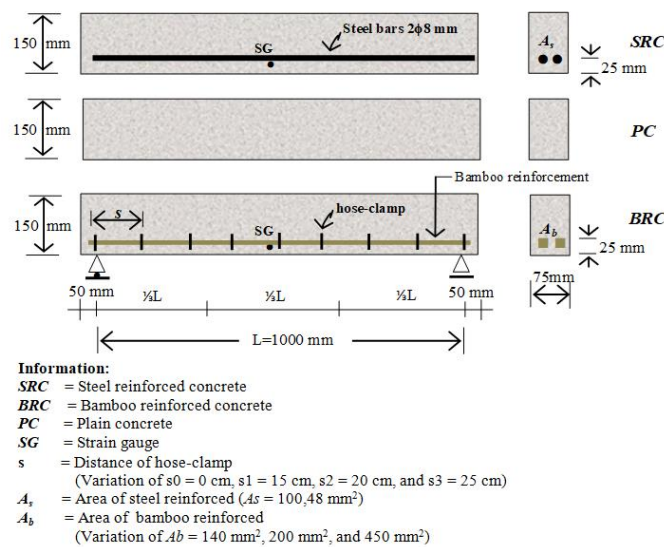 Steel bars 2ϕ8 mm
150 mm
SG
As
SRC
25 mm
150 mm
PC
Bamboo reinforcement
150 mm
s
hose-clamp
SG
Ab
BRC
25 mm
50 mm
⅓L
⅓L
⅓L
50 mm
75mm
L=1000 mm
Information:
SRC = Steel reinforced concrete
BRC = Bamboo reinforced concrete
PC = Plain concrete
SG = Strain gauge
s = Distance of hose-clamp
(Variation of s0 = 0 cm, s1 = 15 cm, s2 = 20 cm, and s3 = 25 cm)
As = Area of steel reinforced (As = 100,48 mm²)
Ab = Area of bamboo reinforced
(Variation of Ab = 140 mm², 200 mm², and 450 mm²)